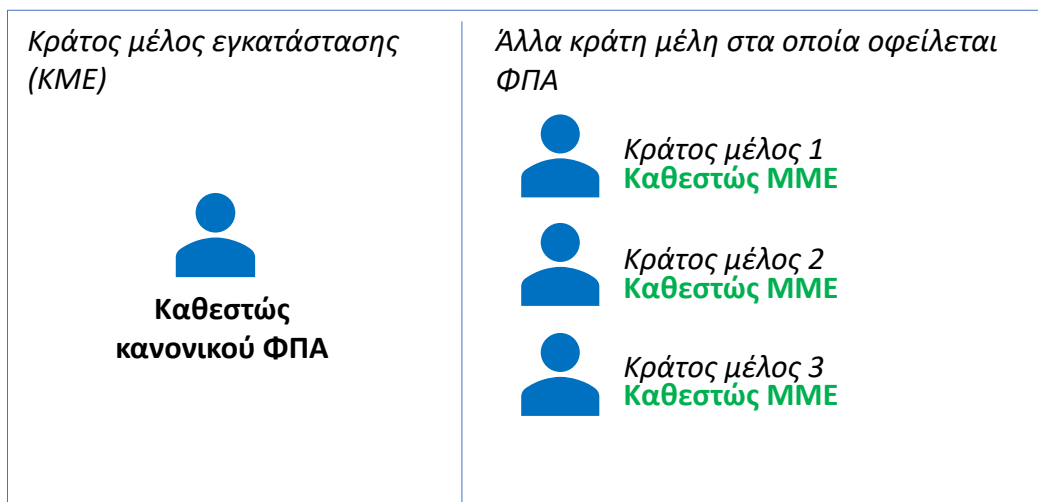 Κράτος μέλος εγκατάστασης
(ΚΜΕ)
Καθεστώς
κανονικού ΦΠΑ
Άλλα κράτη μέλη στα οποία οφείλεται
ΦΠΑ
Κράτος μέλος 1
Καθεστώς ΜΜΕ
Κράτος μέλος 2
Καθεστώς ΜΜΕ
Κράτος μέλος 3
Καθεστώς ΜΜΕ